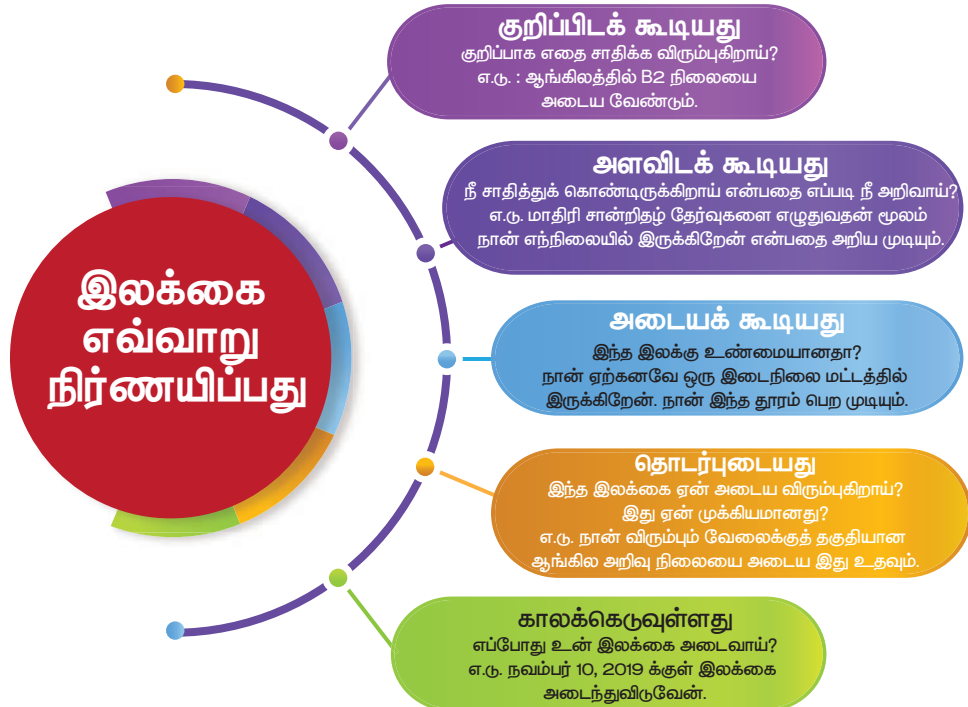 இலக்கை
எவ்வாறு
நிர்ணயிப்பது
குறிப்பிடக் கூடியது
குறிப்பாக எதை சாதிக்க விரும்புகிறாய்?
எ.டு. : ஆங்கிலத்தில் B2 நிலையை
அடைய வேண்டும்.
அளவிடக் கூடியது
நீ சாதித்துக் கொண்டிருக்கிறாய் என்பதை எப்படி நீ அறிவாய்?
எ.டு. மாதிரி சான்றிதழ் தேர்வுகளை எழுதுவதன் மூலம்
நான் எந்நிலையில் இருக்கிறேன் என்பதை அறிய முடியும்.
அடையக் கூடியது
இந்த இலக்கு உண்மையானதா?
நான் ஏற்கனவே ஒரு இடைநிலை மட்டத்தில்
இருக்கிறேன். நான் இந்த தூரம் பெற முடியும்.
தொடர்புடையது
இந்த இலக்கை ஏன் அடைய விரும்புகிறாய்?
இது ஏன் முக்கியமானது?
எ.டு. நான் விரும்பும் வேலைக்குத் தகுதியான
ஆங்கில அறிவு நிலையை அடைய இது உதவும்.
காலக்கெடுவுள்ளது
எப்போது உன் இலக்கை அடைவாய்?
எ.டு. நவம்பர் 10, 2019 க்குள் இலக்கை
அடைந்துவிடுவேன்.